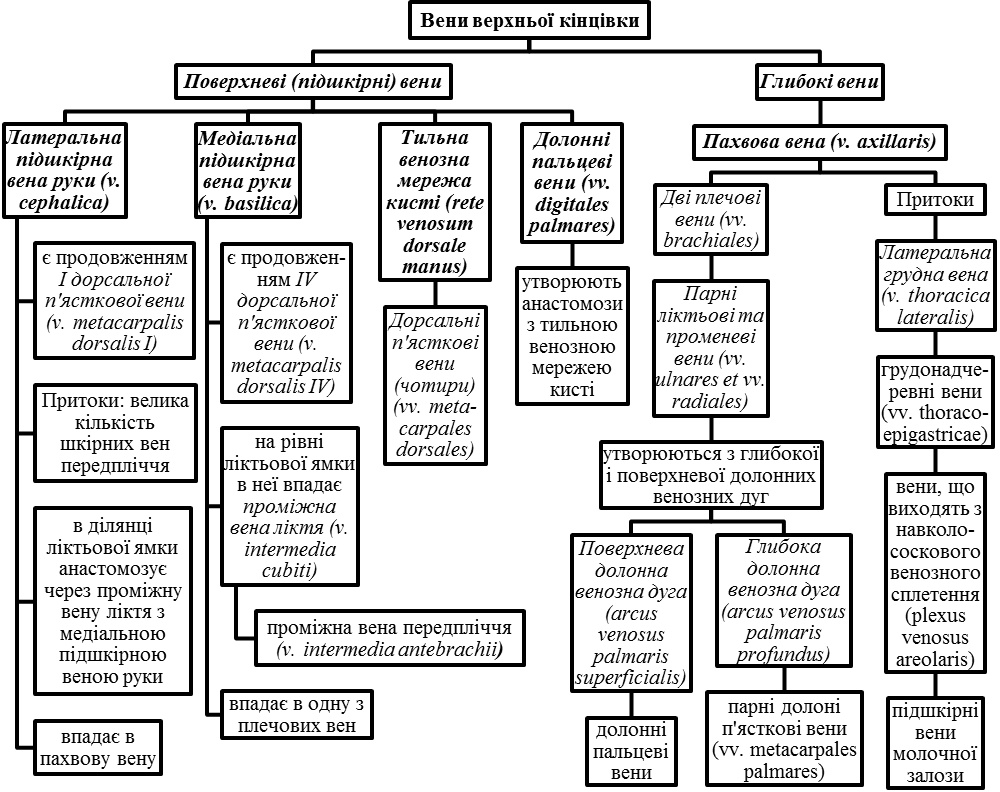 Вени верхньої кінцівки
Поверхневі (підшкірні) вени
Глибокі вени
Латеральна
підшкірна
вена руки (v.
cephalica)
Медіальна
підшкірна
вена руки
(v. basilica)
Тильна
венозна
мережа
кисті (rete
venosum
dorsale
manus)
Долонні
пальцеві
вени (vv.
digitales
palmares)
Пахвова вена (v. axillaris)
є продовженням
I дорсальної
п'ясткової вени
(v. metacarpalis
dorsalis I)
Притоки: велика
кількість
шкірних вен
передпліччя
в ділянці
ліктьової ямки
анастомозує
через проміжну
вену ліктя з
медіальною
підшкірною
веною руки
впадає в
пахвову вену
є продовжен-
ням IV
дорсальної
п'ясткової
вени (v.
metacarpalis
dorsalis IV)
на рівні
ліктьової ямки
в неї впадає
проміжна
вена ліктя (v.
intermedia
cubiti)
проміжна вена передпліччя
(v. intermedia antebrachii)
впадає в одну з
плечових вен
Дорсальні
п'ясткові
вени
(чотири)
(vv. meta-
carpales
dorsales)
утворюють
анастомози
з тильною
венозною
мережею
кисті
Дві плечові
вени (vv.
brachiales)
Парні
ліктьові та
променеві
вени (vv.
ulnares et vv.
radiales)
утворюються з глибокої
і поверхневої долонних
венозних дуг
Поверхнева
долонна
венозна дуга
(arcus
venosus
palmaris
superficialis)
долонні
пальцеві
вени
Глибока
долонна
венозна дуга
(arcus venosus
palmaris
profundus)
парні долоні
п'ясткові вени
(vv. metacarpales
palmares)
Притоки
Латеральна
грудна вена
(v. thoracica
lateralis)
грудонадче-
ревні вени
(vv. thoraco-
epigastricae)
вени, що
виходять з
навколо-
соскового
венозного
сплетення
(plexus
venosus
areolaris)
підшкірні
вени
молочної
залози